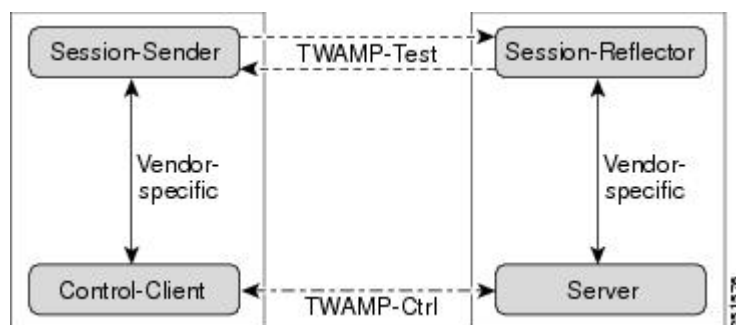 Session-Sender
TWAMP-Test
Session-Reflector
Vendor-
specific
Vendor-
specific
Control-Client
TWAMP-Ctrl
Server